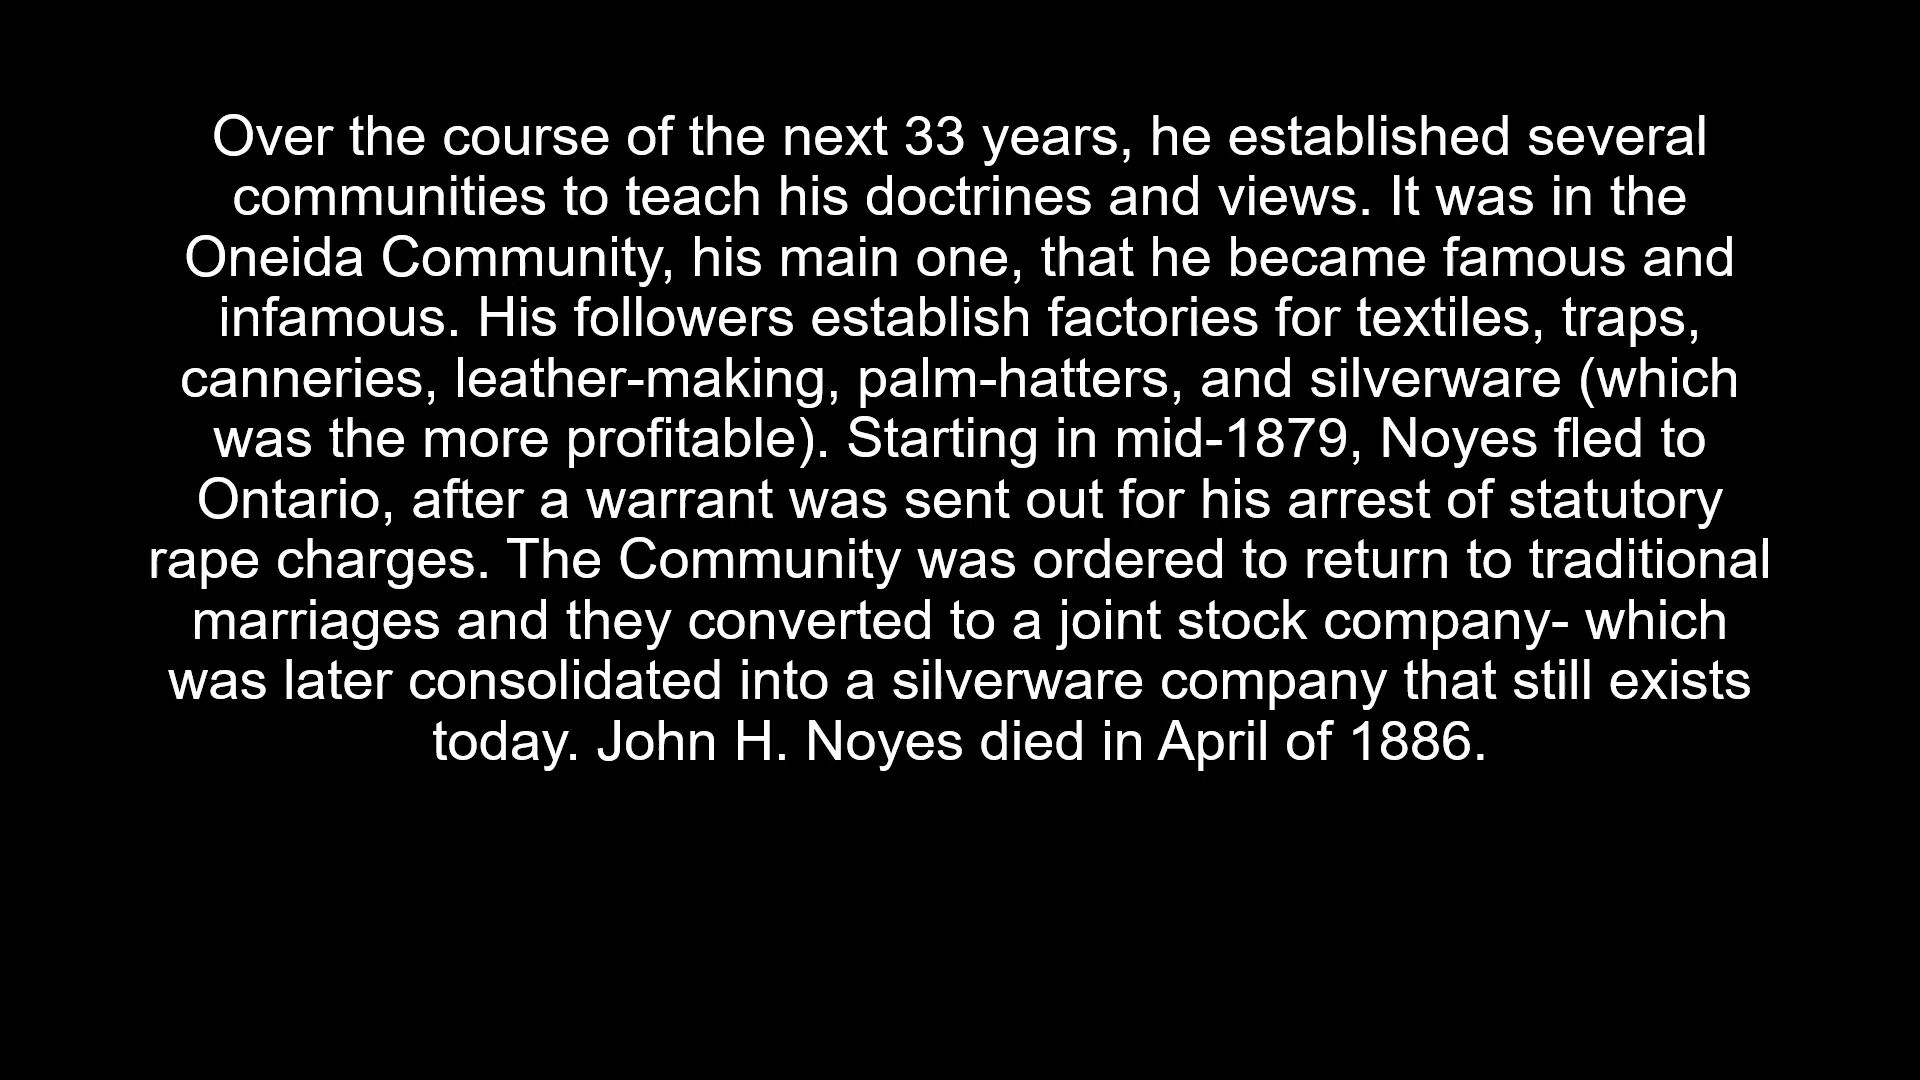 Over the course of the next 33 years, he established several
communities to teach his doctrines and views. It was in the
Oneida Community, his main one, that he became famous and
infamous. His followers establish factories for textiles, traps,
canneries, leather-making, palm-hatters, and silverware (which
was the more profitable). Starting in mid-1879, Noyes fled to
Ontario, after a warrant was sent out for his arrest of statutory
rape charges. The Community was ordered to return to traditional
marriages and they converted to a joint stock company- which
was later consolidated into a silverware company that still exists
today. John H. Noyes died in April of 1886.